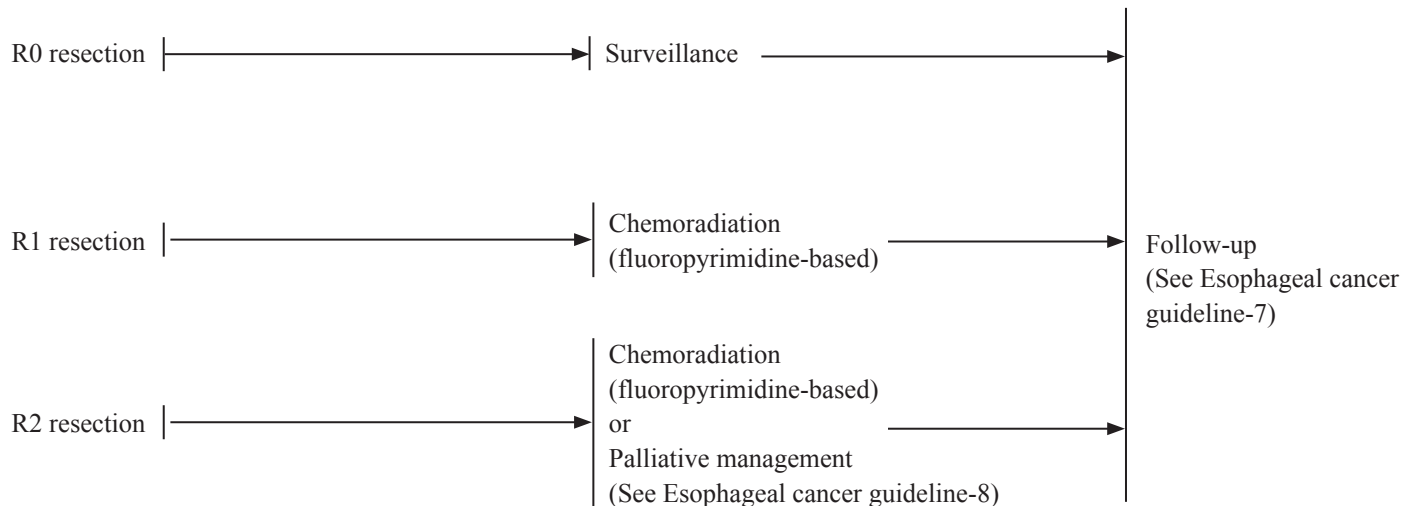 R0 resection
Surveillance
R1 resection
Chemoradiation
(fluoropyrimidine-based)
R2 resection
Chemoradiation
(fluoropyrimidine-based)
or
Palliative management
(See Esophageal cancer guideline-8)
Follow-up
(See Esophageal cancer
guideline-7)